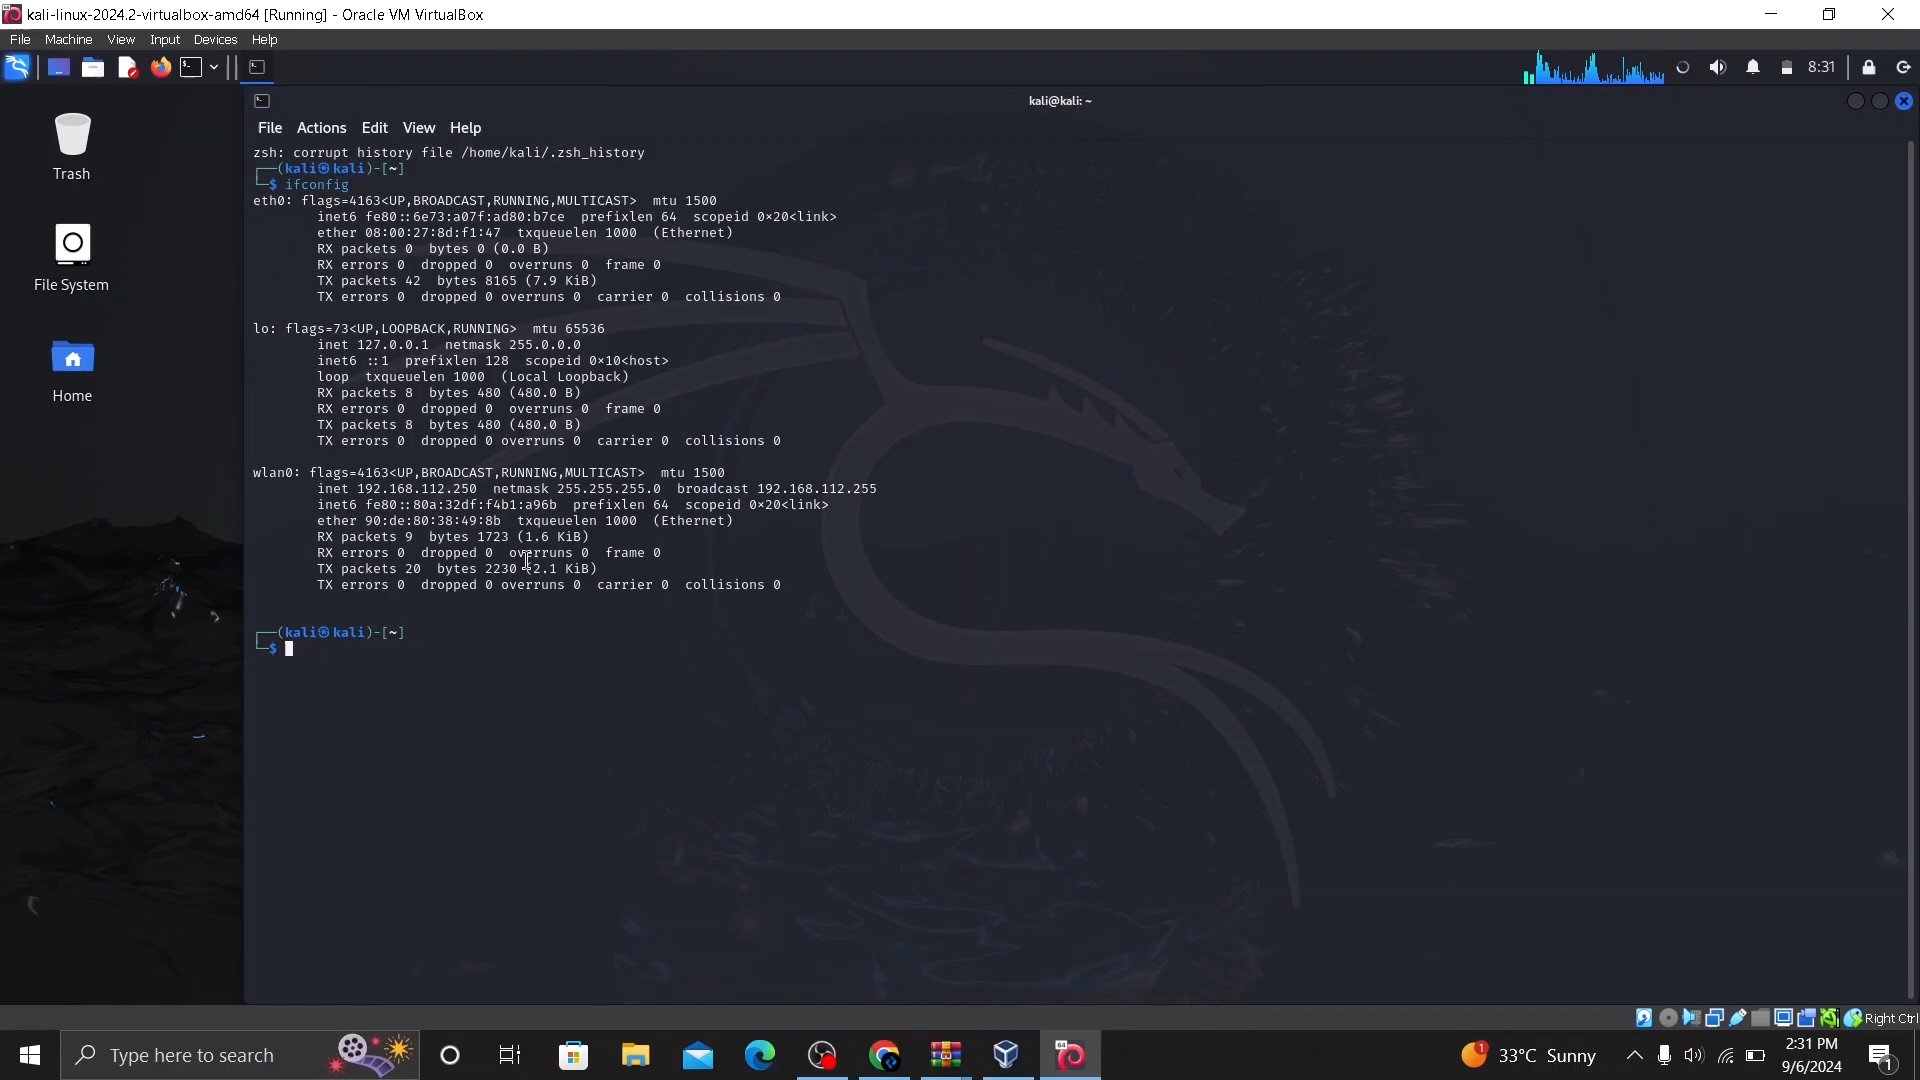 kali-linux-2024.2-virtualbox-amd64 [Running] - Oracle VM VirtualBox
File Machine View Input Devices Help
8:31
kali@kali: ~
File Actions Edit View Help
zsh: corrupt history file /home/kali/.zsh_history
┌──(kali㉿kali)-[~]
└─$ ifconfig
eth0: flags=4163<UP,BROADCAST,RUNNING,MULTICAST>  mtu 1500
inet6 fe80::6e73:a07f:ad80:b7ce  prefixlen 64  scopeid 0×20<link>
ether 08:00:27:8d:f1:47  txqueuelen 1000  (Ethernet)
RX packets 0  bytes 0 (0.0 B)
RX errors 0  dropped 0  overruns 0  frame 0
TX packets 42  bytes 8165 (7.9 KiB)
TX errors 0  dropped 0 overruns 0  carrier 0  collisions 0
lo: flags=73<UP,LOOPBACK,RUNNING>  mtu 65536
inet 127.0.0.1  netmask 255.0.0.0
inet6 ::1  prefixlen 128  scopeid 0×10<host>
loop  txqueuelen 1000  (Local Loopback)
RX packets 8  bytes 480 (480.0 B)
RX errors 0  dropped 0  overruns 0  frame 0
TX packets 8  bytes 480 (480.0 B)
TX errors 0  dropped 0 overruns 0  carrier 0  collisions 0
wlan0: flags=4163<UP,BROADCAST,RUNNING,MULTICAST>  mtu 1500
inet 192.168.112.250  netmask 255.255.255.0  broadcast 192.168.112.255
inet6 fe80::80a:32df:f4b1:a96b  prefixlen 64  scopeid 0×20<link>
ether 90:de:80:38:49:8b  txqueuelen 1000  (Ethernet)
RX packets 9  bytes 1723 (1.6 KiB)
RX errors 0  dropped 0  overruns 0  frame 0
TX packets 20  bytes 2230 (2.1 KiB)
TX errors 0  dropped 0 overruns 0  carrier 0  collisions 0
┌──(kali㉿kali)-[~]
└─$
Trash
File System
Home
Right Ctrl
Type here to search
64
33°C Sunny
2:31 PM
9/6/2024
1
1